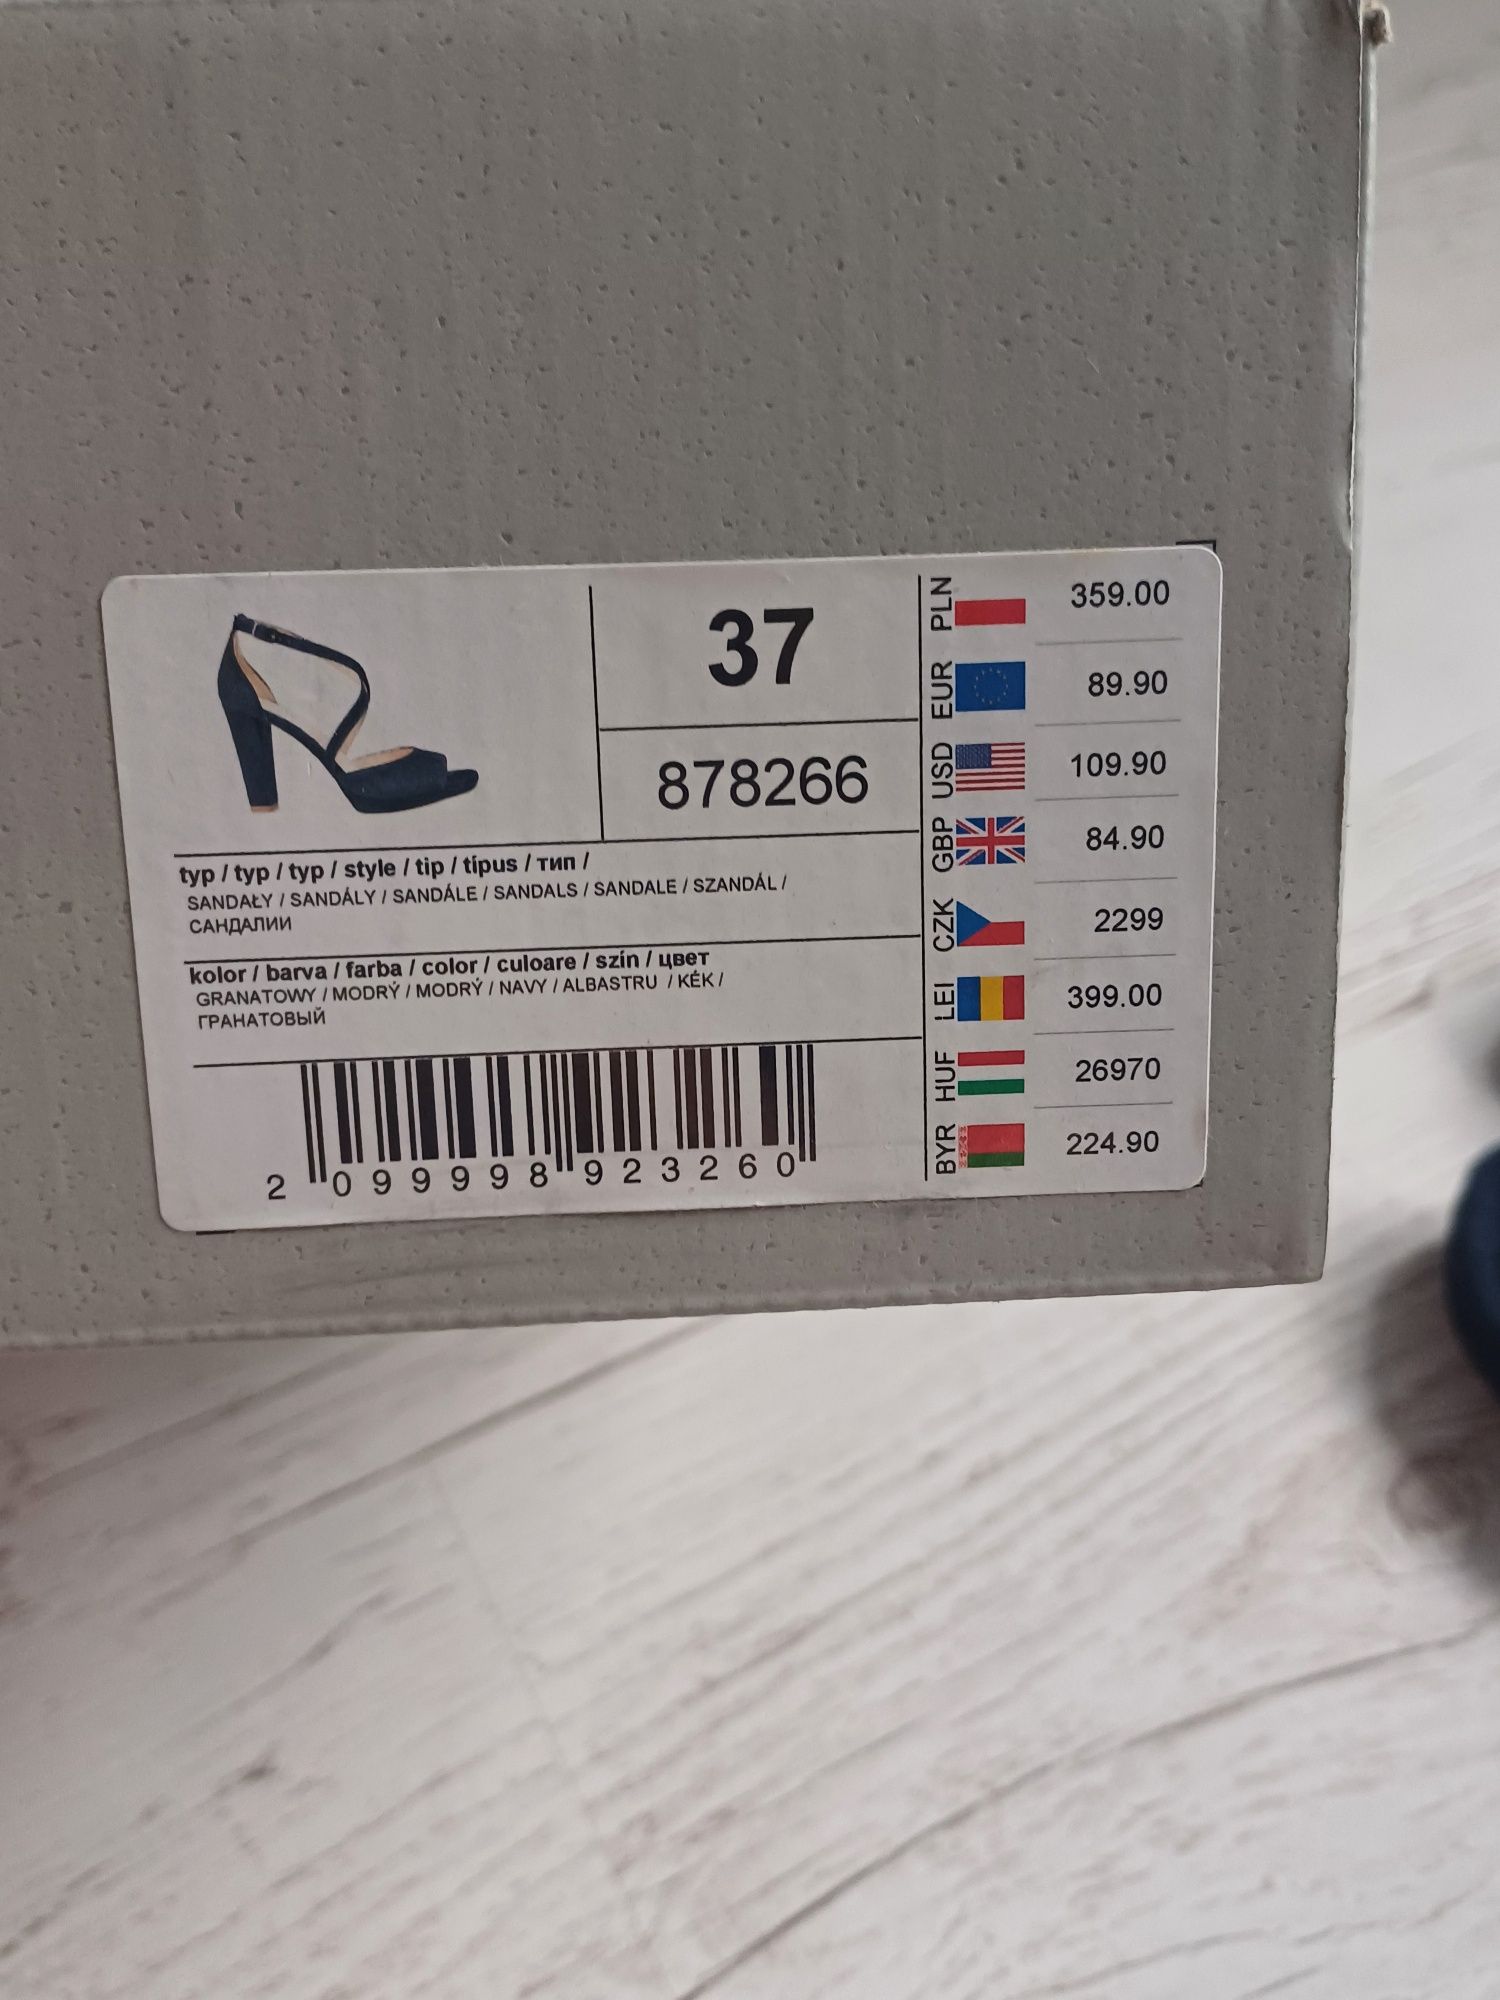 37
878266
typ / typ / typ / style / tip / típus / тип /
SANDAŁY / SANDÁLY / SANDÁLE / SANDALS / SANDALE / SZANDÁL /
САНДАЛИИ
kolor / barva / farba / color / culoare / szín / цвет
GRANATOWY / MODRÝ / MODRÝ / NAVY / ALBASTRU / KÉK /
ГРАНАТОВЫЙ
2 099998 923260
PLN 359.00
EUR 89.90
USD 109.90
GBP 84.90
CZK 2299
LEI 399.00
HUF 26970
BYR 224.90